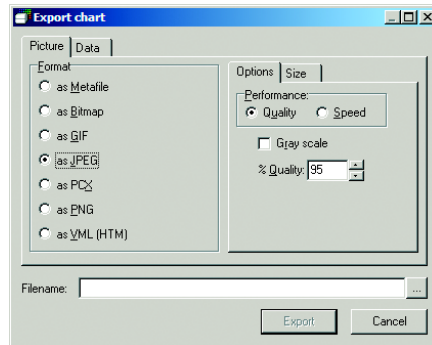 Export chart
Picture
Data
Format
as Metafile
as Bitmap
as GIF
as JPEG
as PCX
as PNG
as VML (HTM)
Options
Size
Performance:
Quality
Speed
Gray scale
% Quality: 95
Filename:
...
Export
Cancel